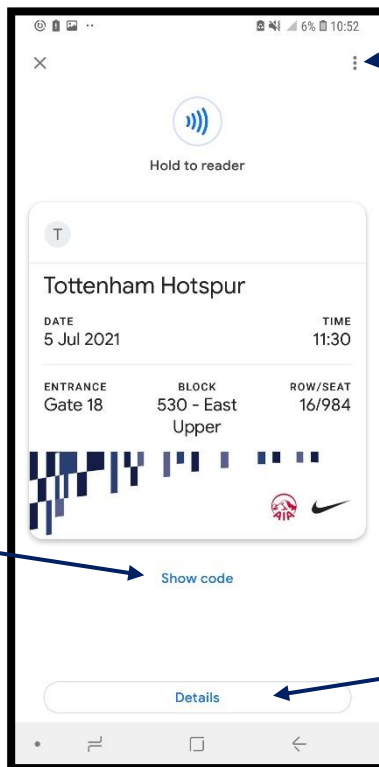 6% 10:52
Hold to reader
T
Tottenham Hotspur
DATE TIME
5 Jul 2021 11:30
ENTRANCE BLOCK ROW/SEAT
Gate 18 530 - East Upper 16/984
AIA
Show code
Details